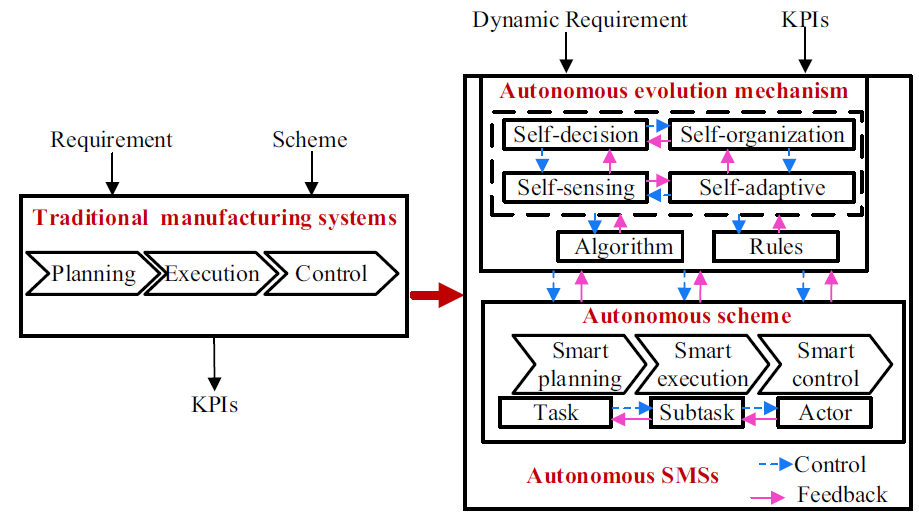 Requirement
Scheme
Traditional manufacturing systems
Planning
Execution
Control
KPIs
Dynamic Requirement
KPIs
Autonomous evolution mechanism
Self-decision
Self-organization
Self-sensing
Self-adaptive
Algorithm
Rules
Autonomous scheme
Smart
planning
Smart
execution
Smart
control
Task
Subtask
Actor
Autonomous SMSs
Control
Feedback